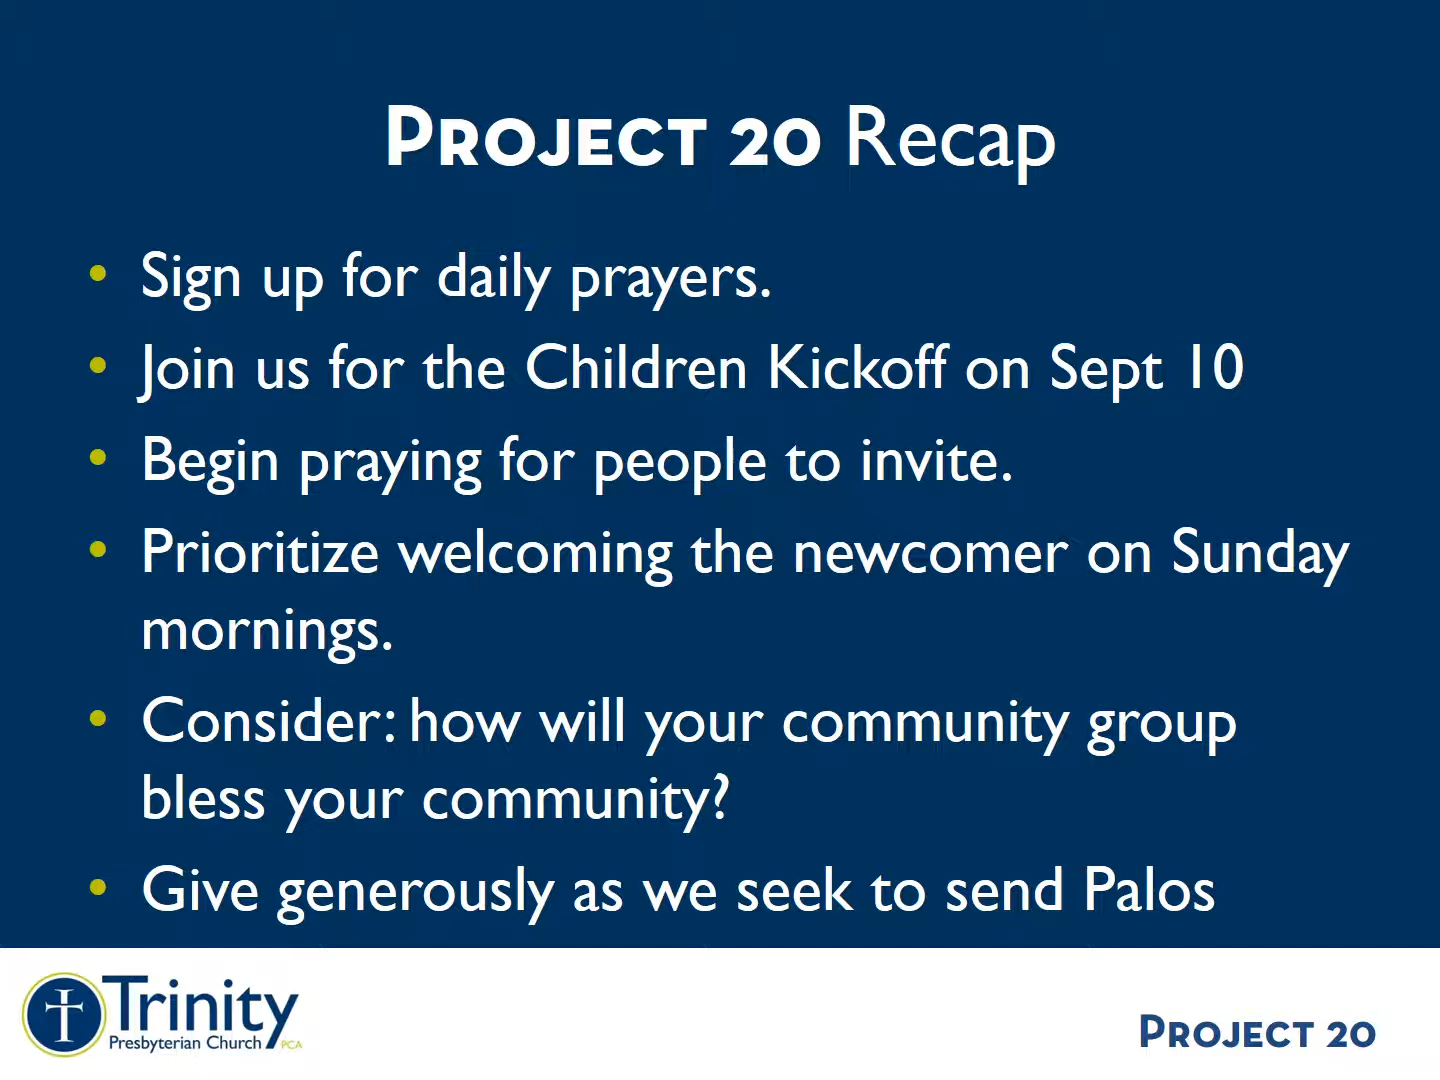 PROJECT 20 Recap
• Sign up for daily prayers.
• Join us for the Children Kickoff on Sept 10
• Begin praying for people to invite.
• Prioritize welcoming the newcomer on Sunday
mornings.
• Consider: how will your community group
bless your community?
• Give generously as we seek to send Palos
Trinity
Presbyterian Church PCA
PROJECT 20